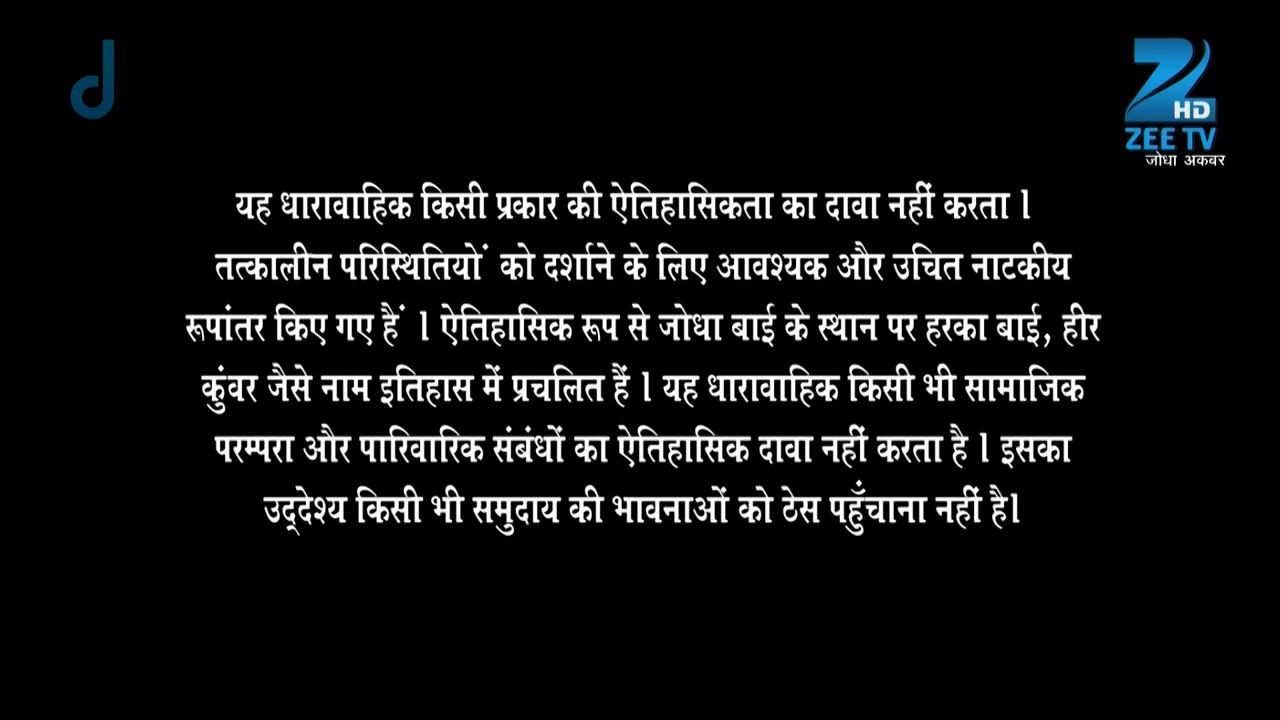 HD
ZEE TV
जोधा अकबर
यह धारावाहिक किसी प्रकार की ऐतिहासिकता का दावा नहीं करता ।
तत्कालीन परिस्थितियों को दर्शाने के लिए आवश्यक और उचित नाटकीय
रूपांतर किए गए हैं । ऐतिहासिक रूप से जोधा बाई के स्थान पर हरका बाई, हीर
कुंवर जैसे नाम इतिहास में प्रचलित हैं । यह धारावाहिक किसी भी सामाजिक
परम्परा और पारिवारिक संबंधों का ऐतिहासिक दावा नहीं करता है । इसका
उद्देश्य किसी भी समुदाय की भावनाओं को ठेस पहुँचाना नहीं है।